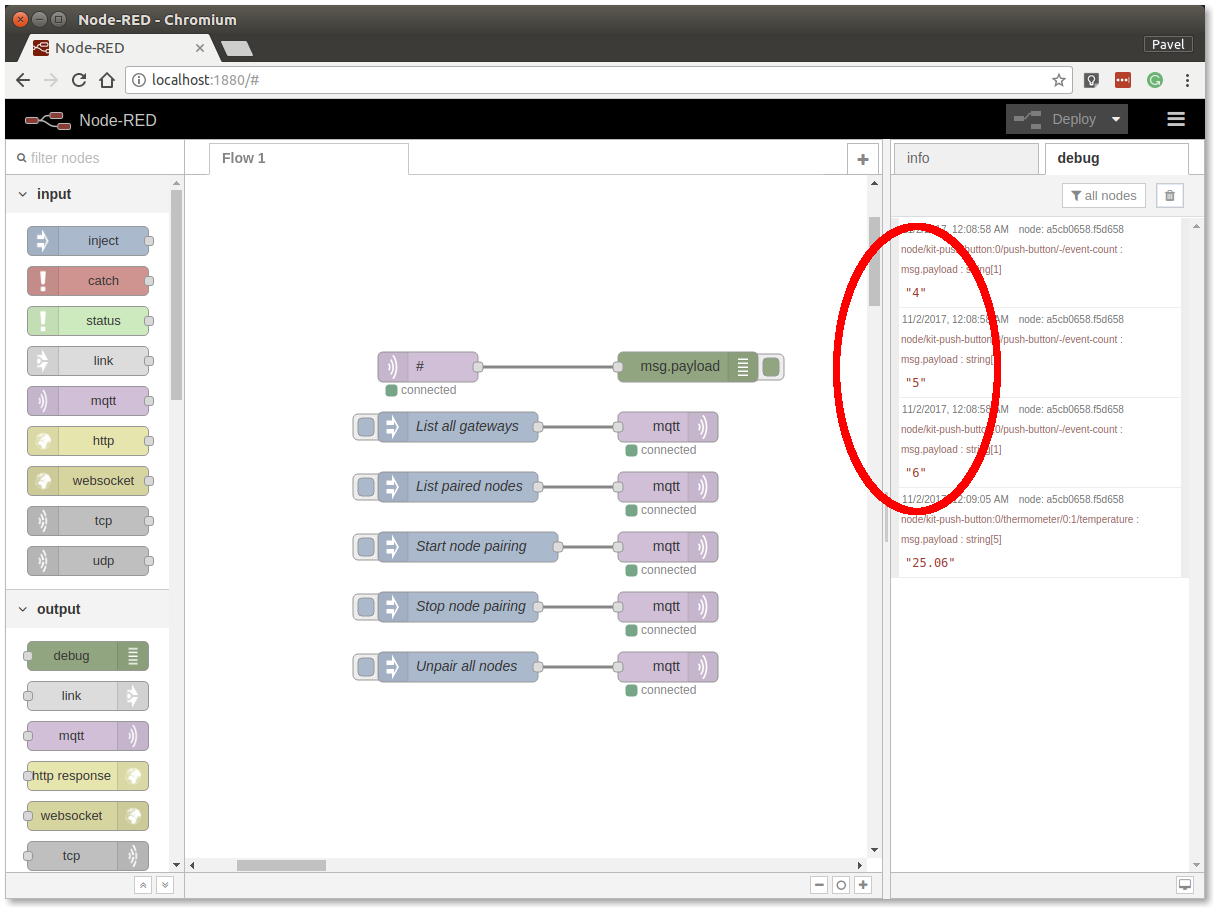 Node-RED - Chromium
Node-RED
Pavel
localhost:1880/#
Node-RED
Deploy
filter nodes
Flow 1
info
debug
all nodes
input
inject
catch
status
link
mqtt
http
websocket
tcp
udp
output
debug
link
mqtt
http response
websocket
tcp
#
connected
msg.payload
List all gateways
mqtt
connected
List paired nodes
mqtt
connected
Start node pairing
mqtt
connected
Stop node pairing
mqtt
connected
Unpair all nodes
mqtt
connected
11/2/2017, 12:08:58 AM node: a5cb0658.f5d658
node/kit-push-button:0/push-button/-/event-count :
msg.payload : string[1]
"4"
11/2/2017, 12:08:58 AM node: a5cb0658.f5d658
node/kit-push-button:0/push-button/-/event-count :
msg.payload : string[1]
"5"
11/2/2017, 12:08:58 AM node: a5cb0658.f5d658
node/kit-push-button:0/push-button/-/event-count :
msg.payload : string[1]
"6"
11/2/2017, 12:09:05 AM node: a5cb0658.f5d658
node/kit-push-button:0/thermometer/0:1/temperature :
msg.payload : string[5]
"25.06"